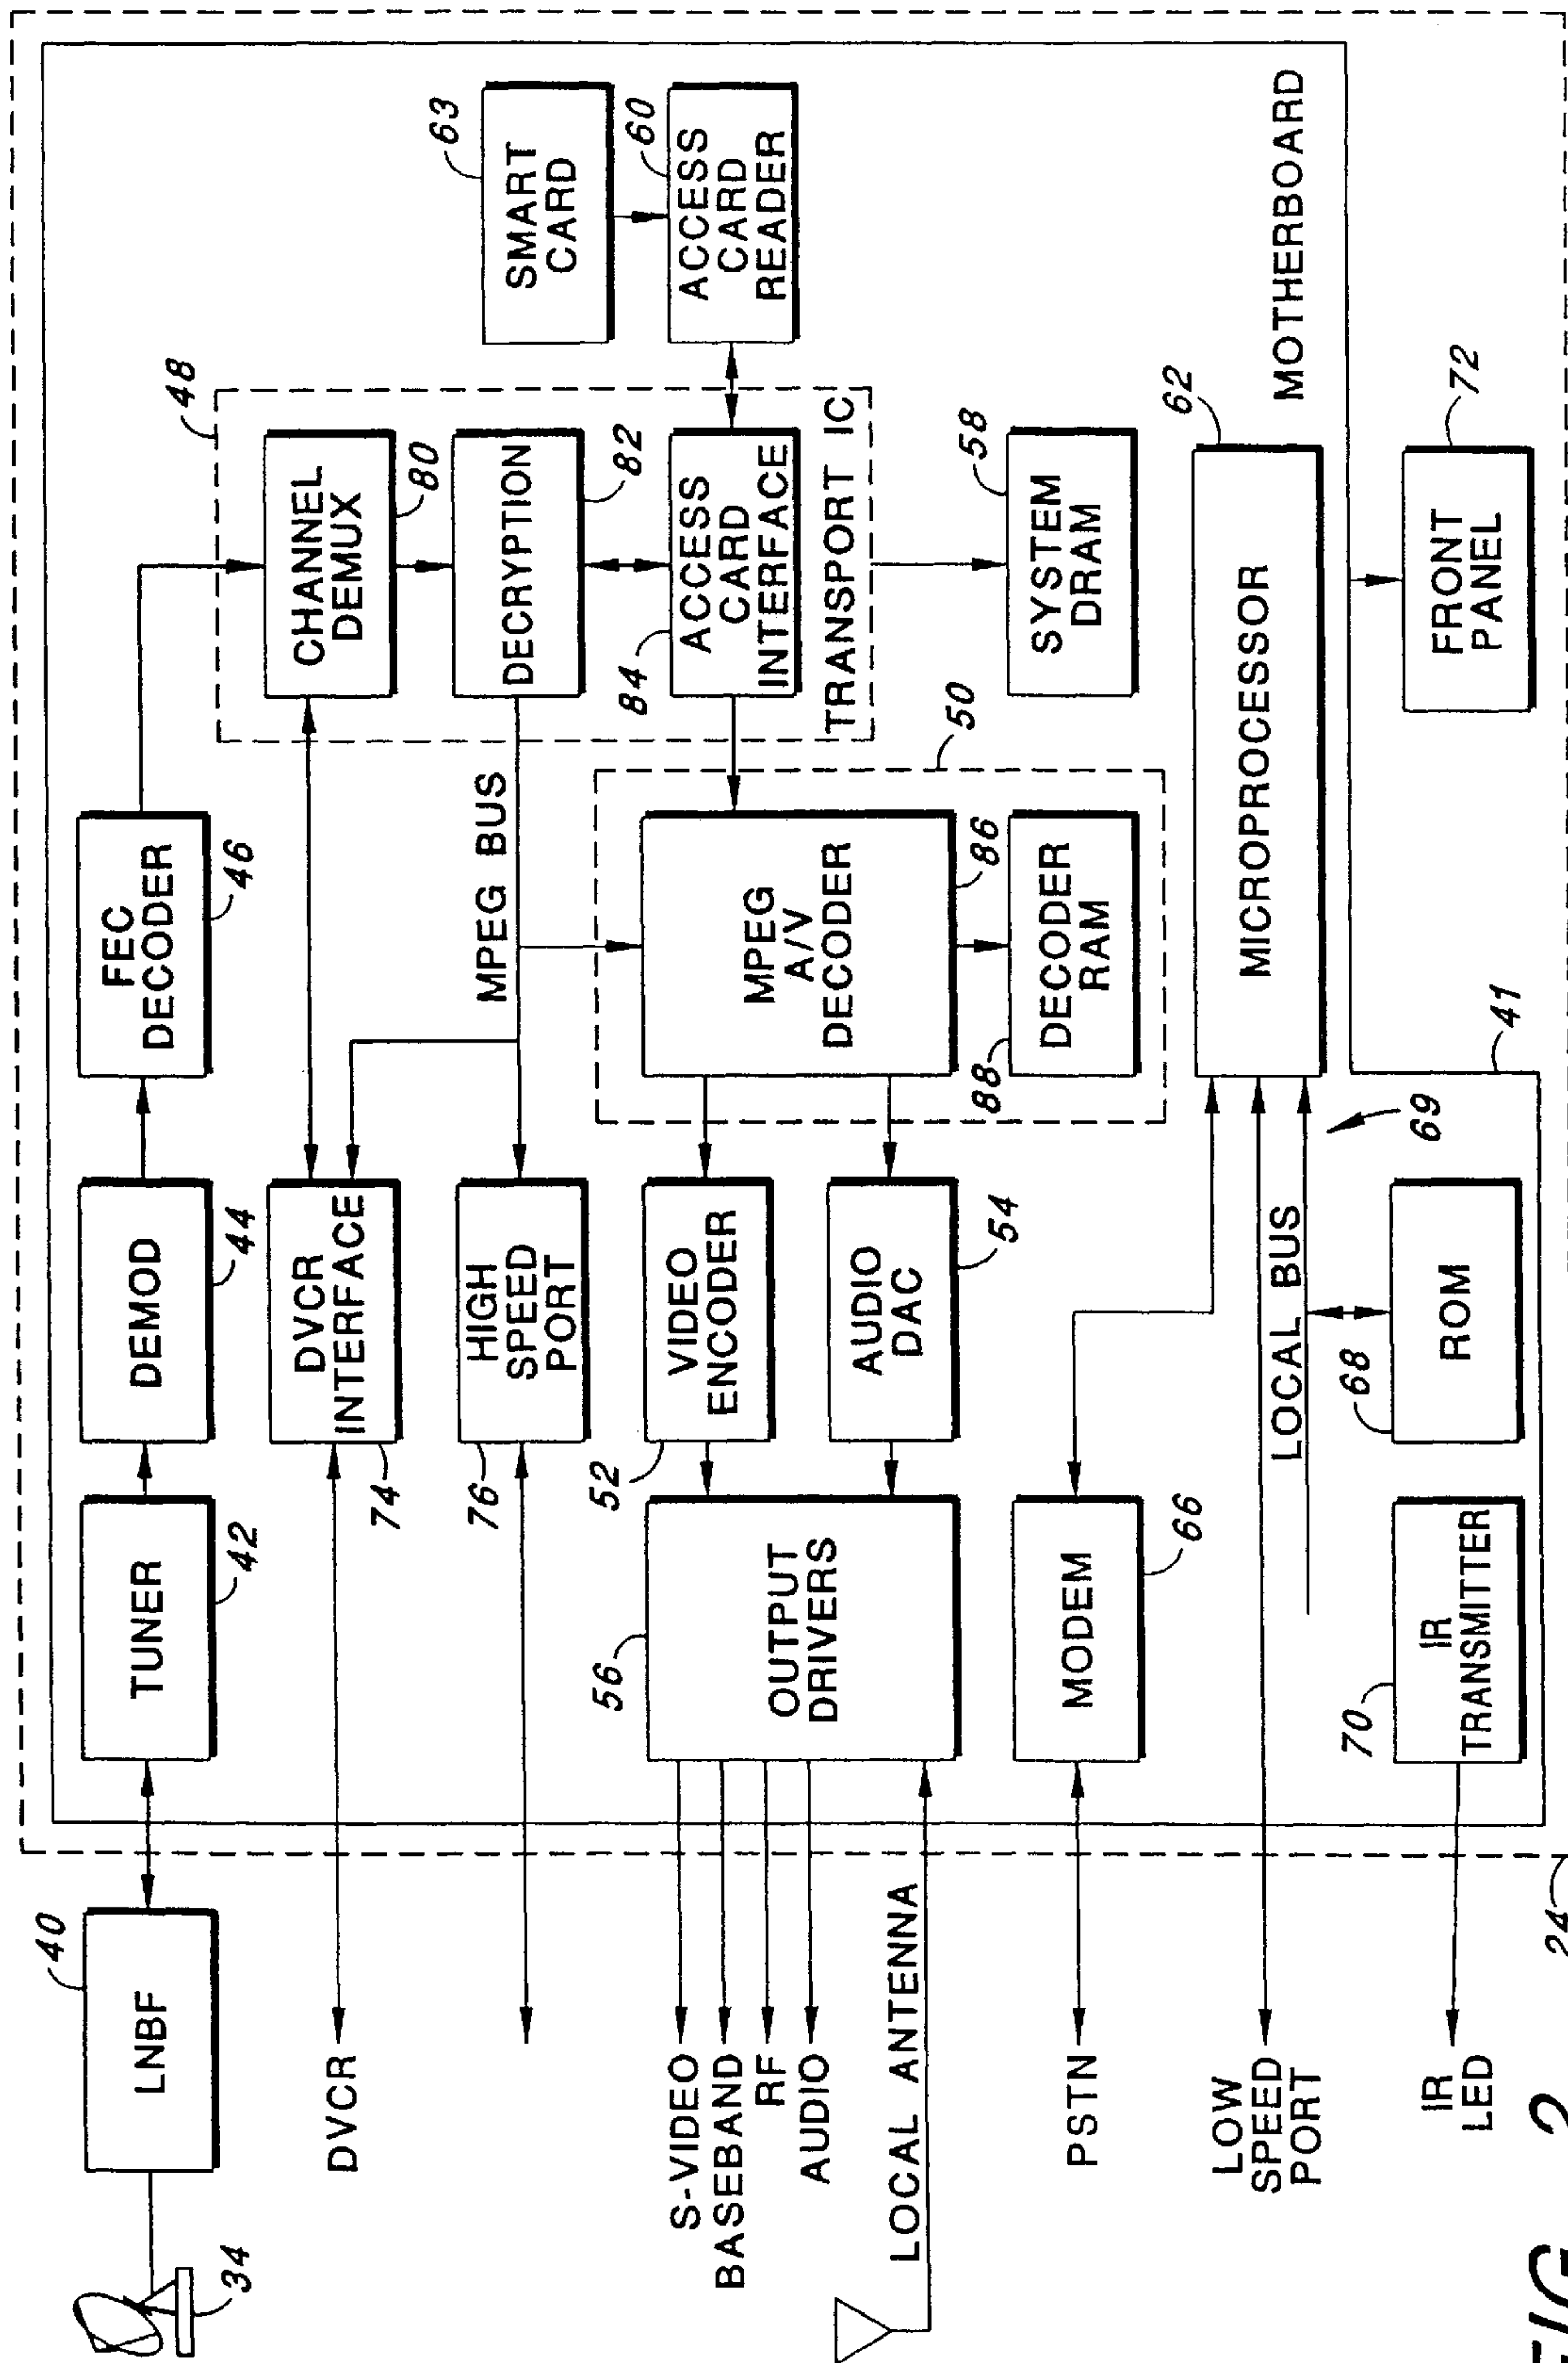 34
40
LNBF
TUNER
42
DEMOD
44
FEC
DECODER
46
DVCR
DVCR
INTERFACE
74
HIGH
SPEED
PORT
76
MPEG BUS
48
CHANNEL
DEMUX
80
DECRYPTION
82
ACCESS
CARD
INTERFACE
84
TRANSPORT IC
63
SMART
CARD
60
ACCESS
CARD
READER
S-VIDEO
BASEBAND
RF
AUDIO
LOCAL ANTENNA
56
OUTPUT
DRIVERS
52
VIDEO
ENCODER
AUDIO
DAC
54
50
MPEG
A/V
DECODER
86
88
DECODER
RAM
58
SYSTEM
DRAM
PSTN
MODEM
66
LOW
SPEED
PORT
LOCAL BUS
69
62
MICROPROCESSOR
MOTHERBOARD
IR
LED
70
IR
TRANSMITTER
68
ROM
41
72
FRONT
PANEL
24
FIG. 2